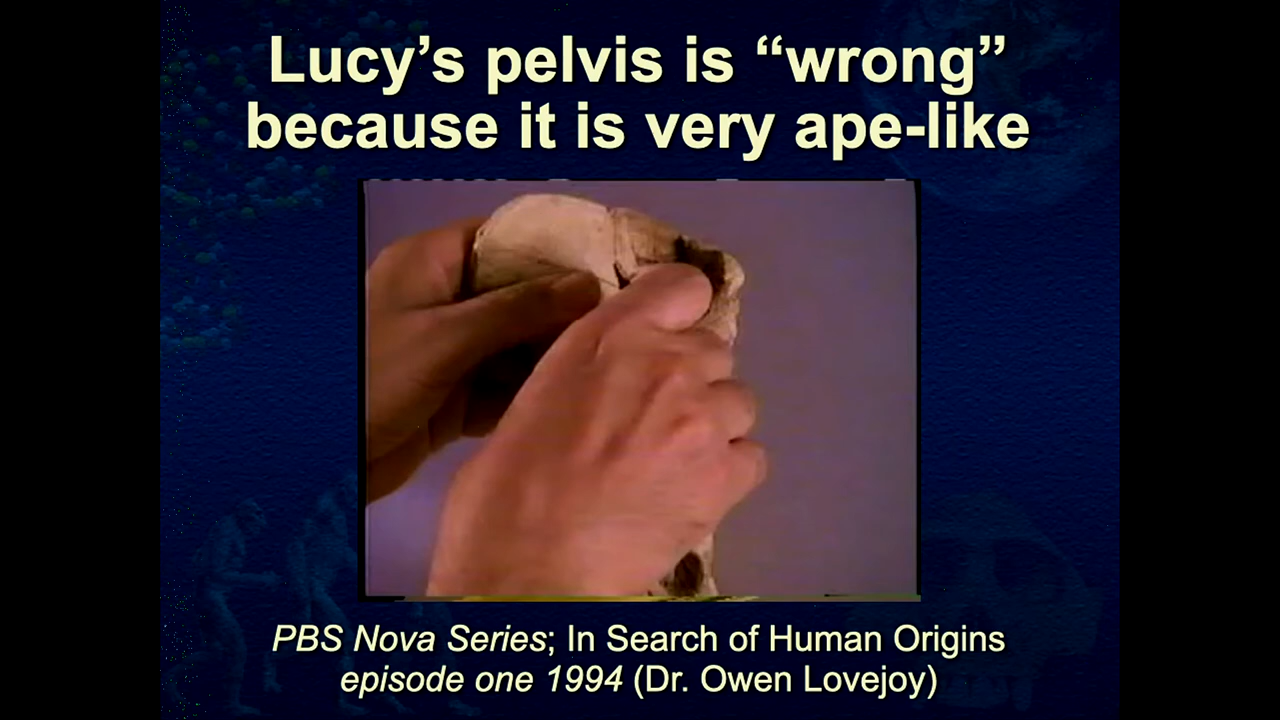 Lucy’s pelvis is “wrong”
because it is very ape-like
PBS Nova Series; In Search of Human Origins
episode one 1994 (Dr. Owen Lovejoy)